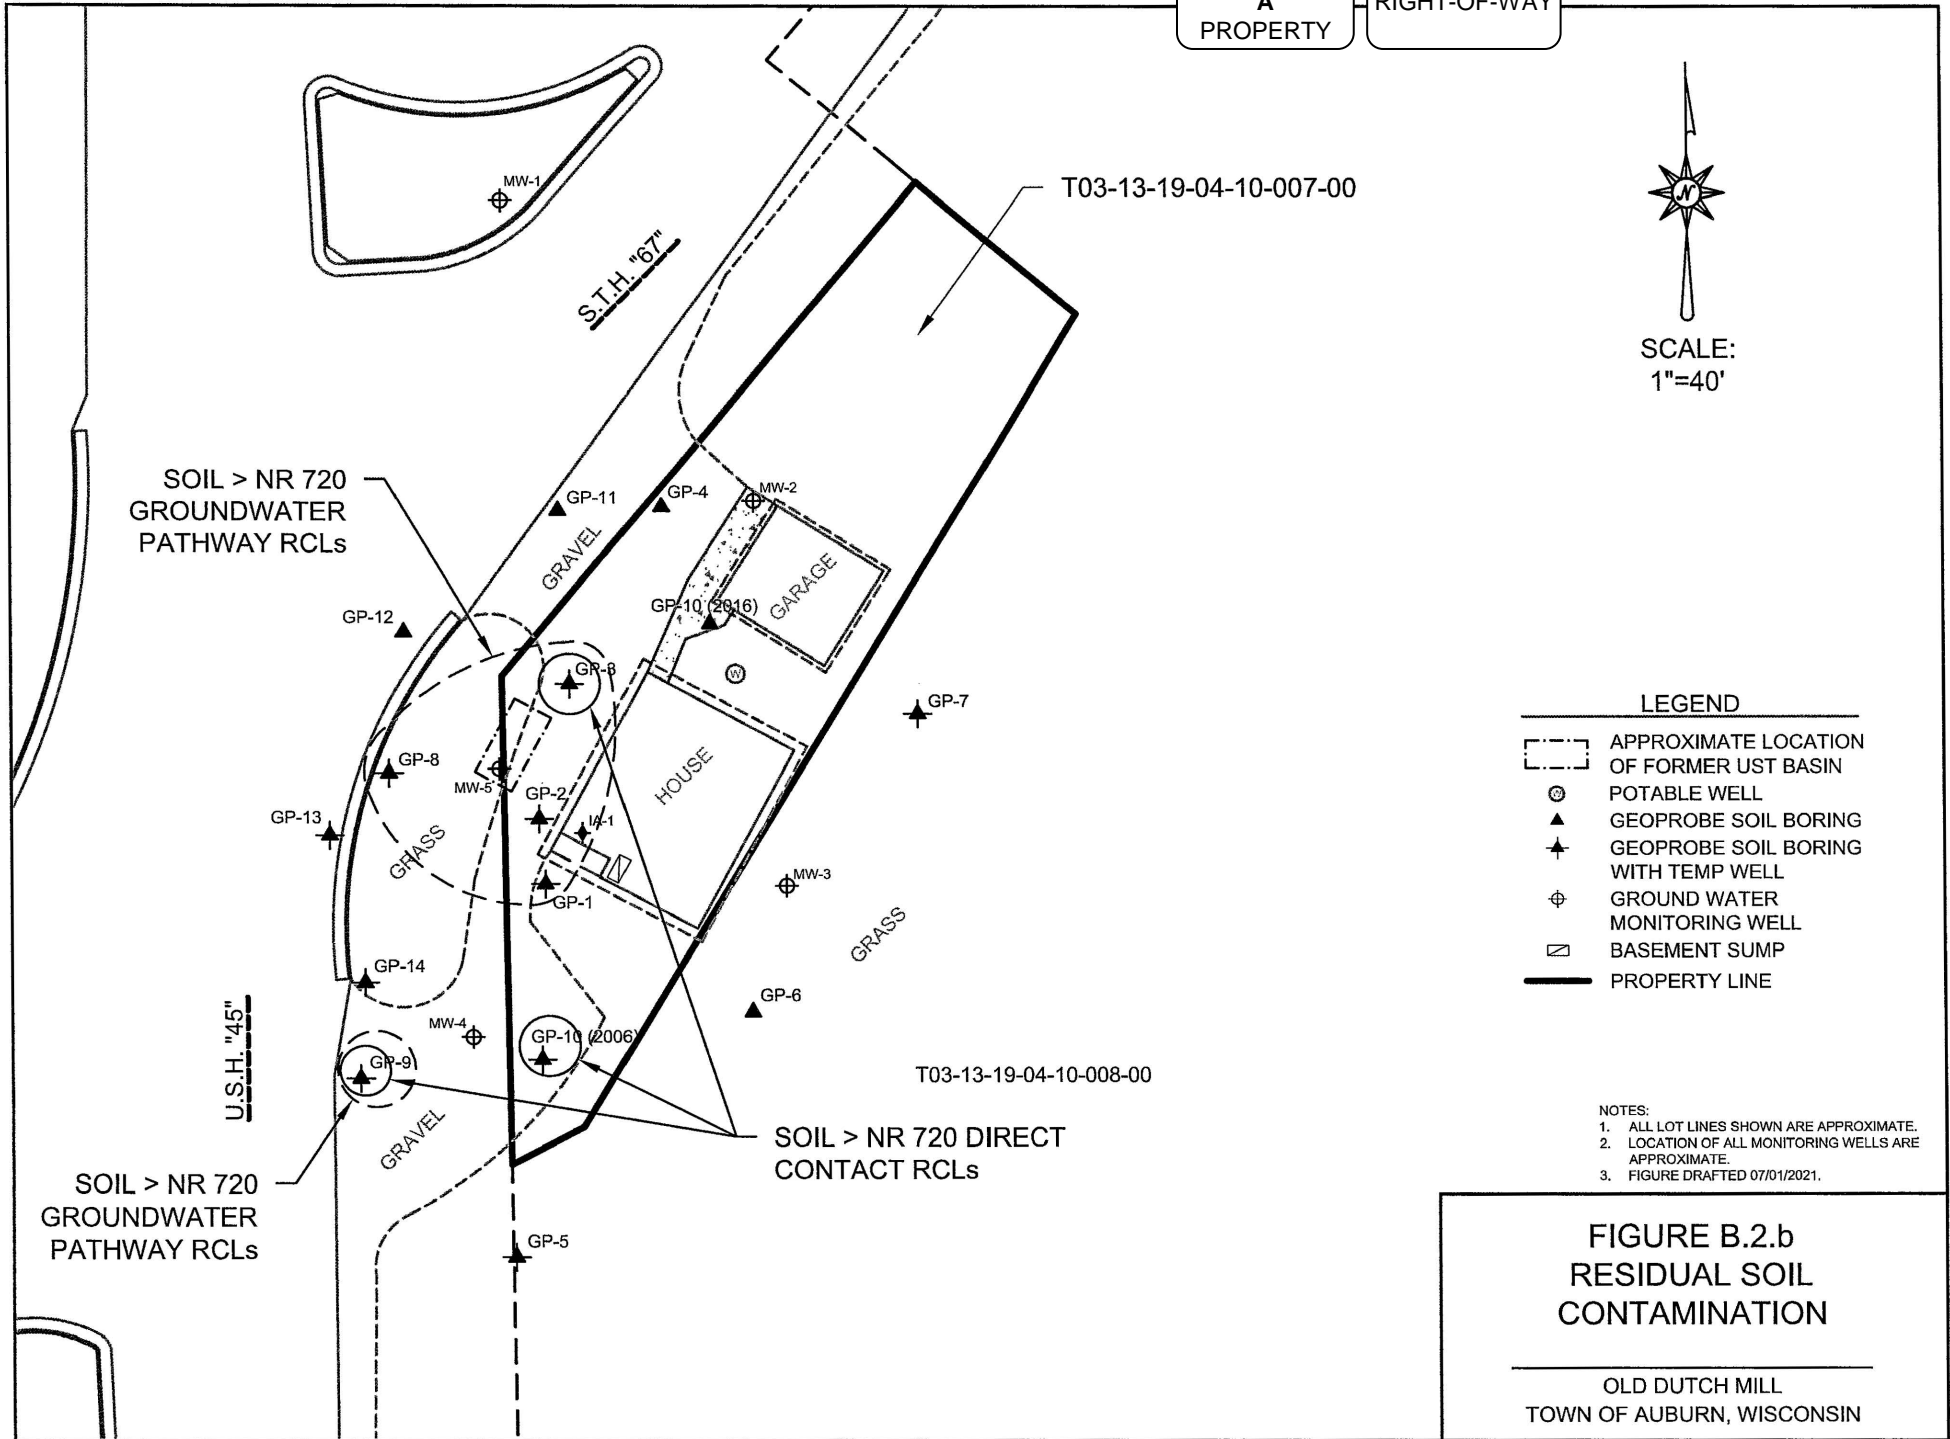 A
PROPERTY
RIGHT-OF-WAY
MW-1
S.T.H. "67"
T03-13-19-04-10-007-00
N
SCALE:
1"=40'
SOIL > NR 720
GROUNDWATER
PATHWAY RCLs
GP-11
GP-4
MW-2
GRAVEL
GARAGE
GP-10 (2016)
GP-12
GP-3
W
GP-7
GP-8
MW-5
GP-2
HOUSE
GP-13
IA-1
GRASS
MW-3
GP-1
GRASS
GP-14
GP-6
U.S.H. "45"
MW-4
GP-10 (2006)
GP-9
T03-13-19-04-10-008-00
GRAVEL
SOIL > NR 720 DIRECT
CONTACT RCLs
SOIL > NR 720
GROUNDWATER
PATHWAY RCLs
GP-5
LEGEND
APPROXIMATE LOCATION
OF FORMER UST BASIN
W
POTABLE WELL
GEOPROBE SOIL BORING
GEOPROBE SOIL BORING
WITH TEMP WELL
GROUND WATER
MONITORING WELL
BASEMENT SUMP
PROPERTY LINE
NOTES:
1. ALL LOT LINES SHOWN ARE APPROXIMATE.
2. LOCATION OF ALL MONITORING WELLS ARE
APPROXIMATE.
3. FIGURE DRAFTED 07/01/2021.
FIGURE B.2.b
RESIDUAL SOIL
CONTAMINATION
OLD DUTCH MILL
TOWN OF AUBURN, WISCONSIN